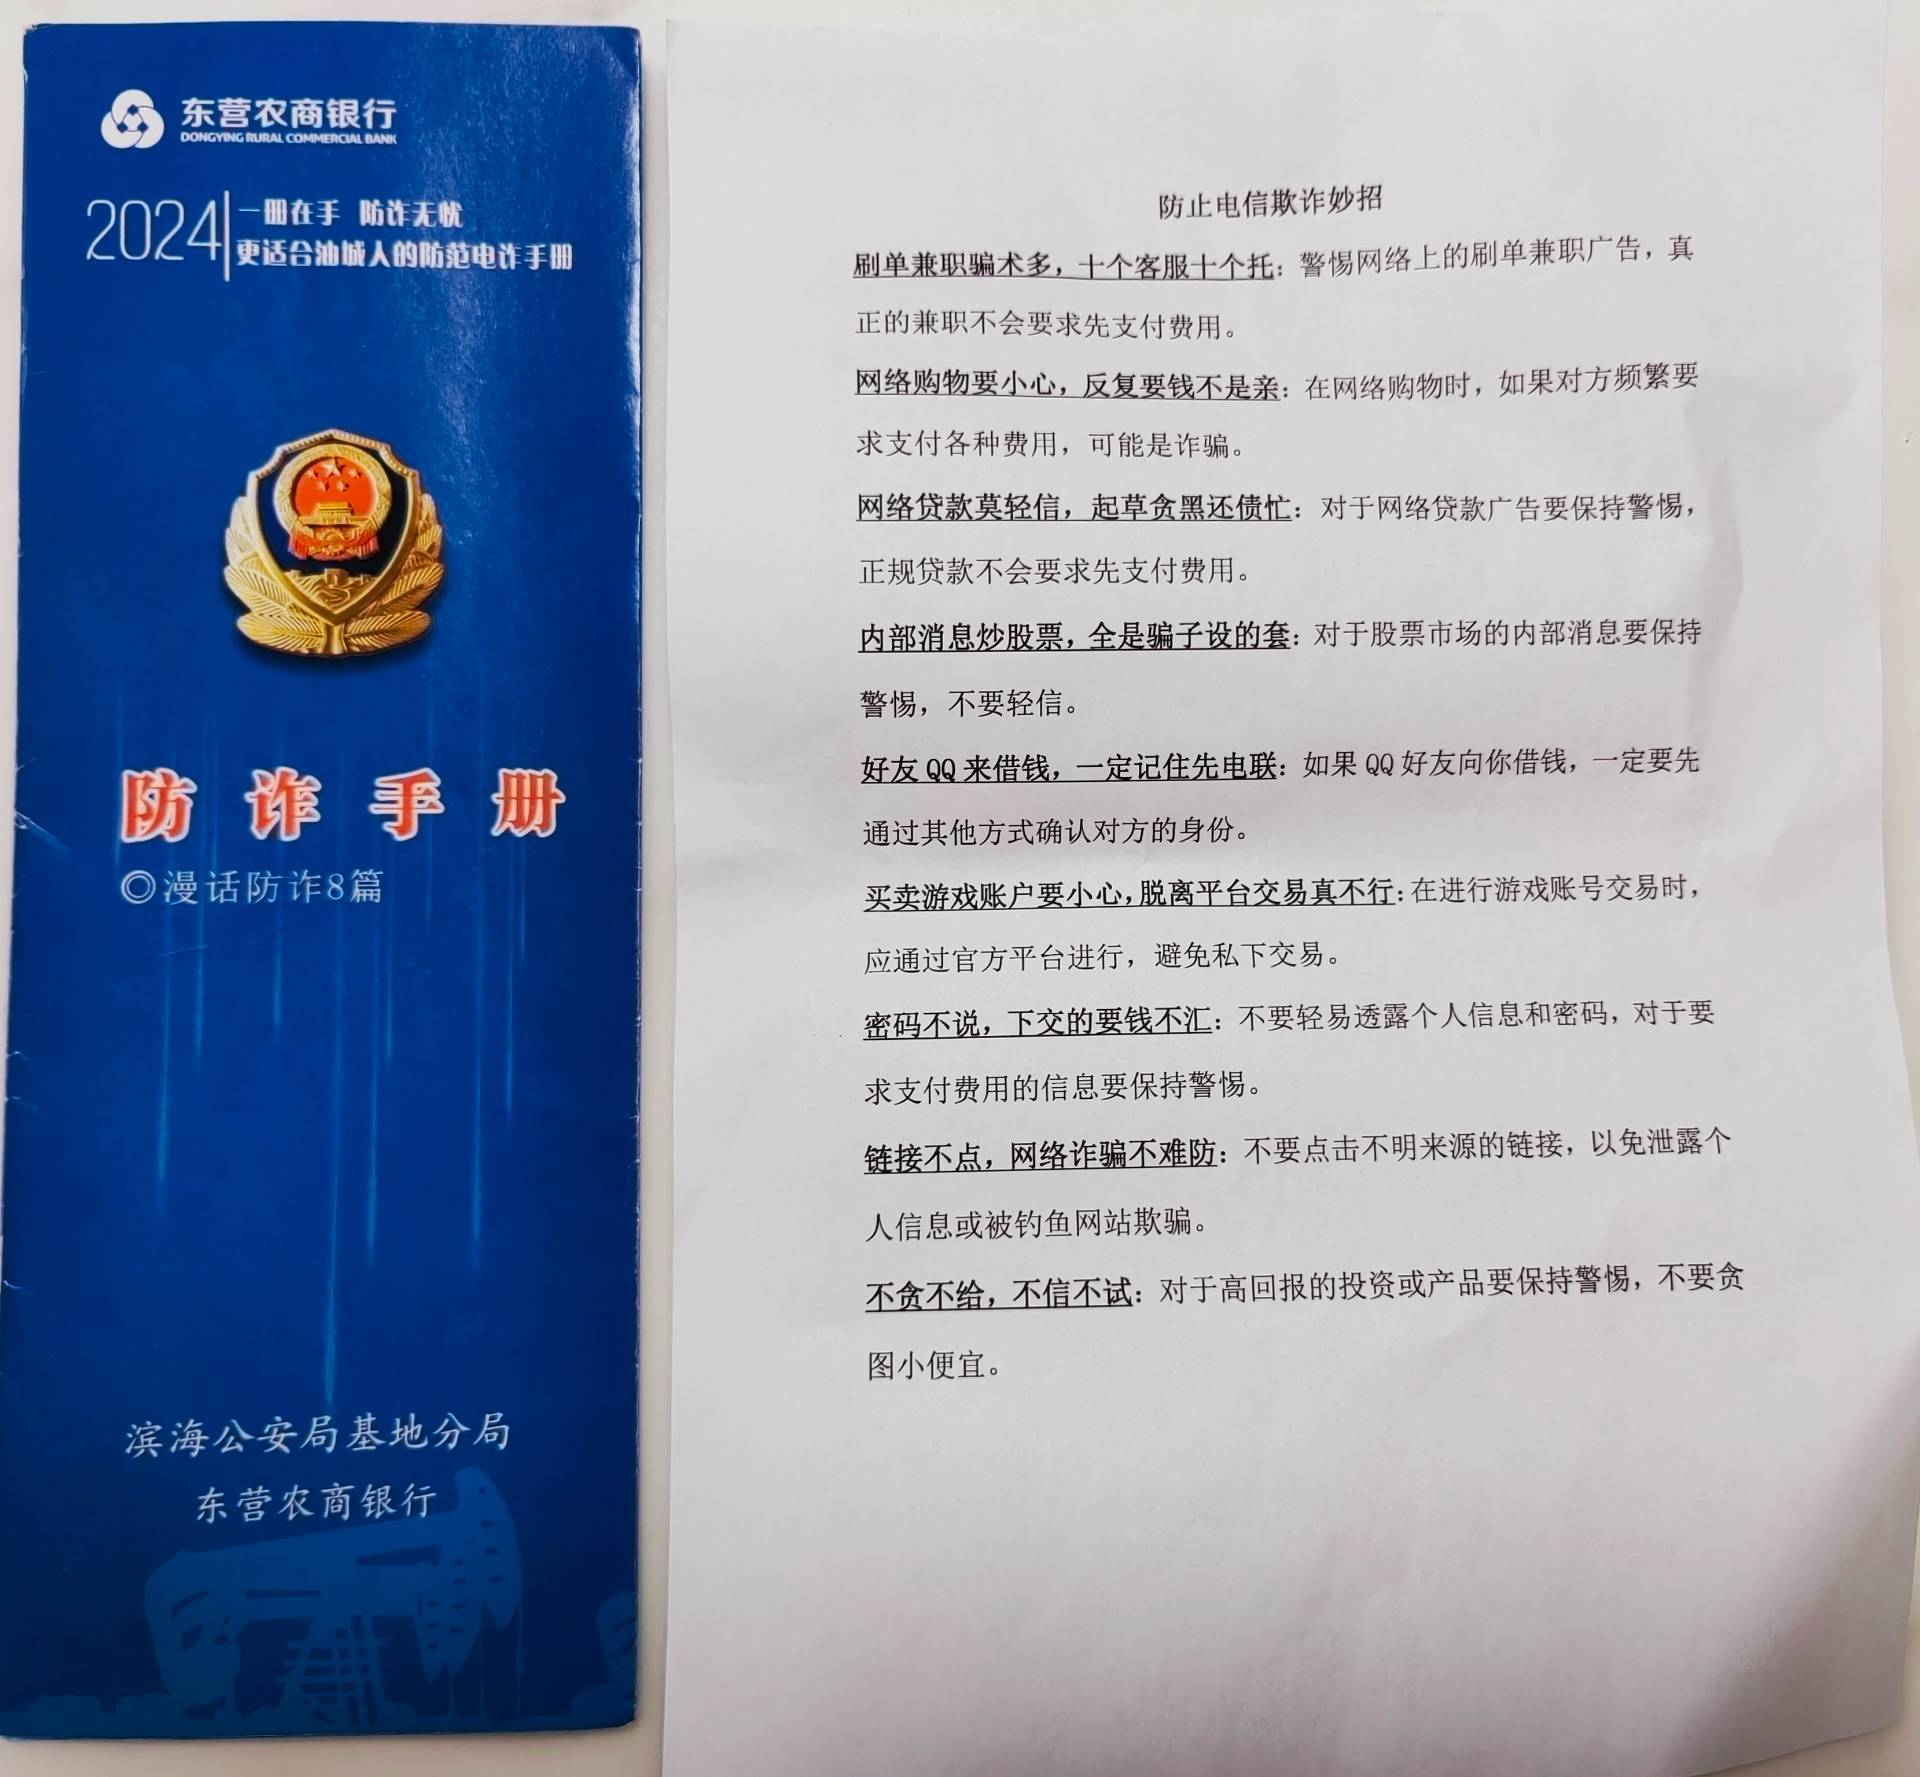 东营农商银行
DONGYING RURAL COMMERCIAL BANK
2024
一册在手 防诈无忧
更适合油城人的防范电诈手册
防诈手册
◎漫话防诈8篇
滨海公安局基地分局
东营农商银行
防止电信欺诈妙招
刷单兼职骗术多，十个客服十个托：警惕网络上的刷单兼职广告，真
正的兼职不会要求先支付费用。
网络购物要小心，反复要钱不是亲：在网络购物时，如果对方频繁要
求支付各种费用，可能是诈骗。
网络贷款莫轻信，起草贪黑还债忙：对于网络贷款广告要保持警惕，
正规贷款不会要求先支付费用。
内部消息炒股票，全是骗子设的套：对于股票市场的内部消息要保持
警惕，不要轻信。
好友QQ来借钱，一定记住先电联：如果QQ好友向你借钱，一定要先
通过其他方式确认对方的身份。
买卖游戏账户要小心，脱离平台交易真不行：在进行游戏账号交易时，
应通过官方平台进行，避免私下交易。
密码不说，下交的要钱不汇：不要轻易透露个人信息和密码，对于要
求支付费用的信息要保持警惕。
链接不点，网络诈骗不难防：不要点击不明来源的链接，以免泄露个
人信息或被钓鱼网站欺骗。
不贪不给，不信不试：对于高回报的投资或产品要保持警惕，不要贪
图小便宜。